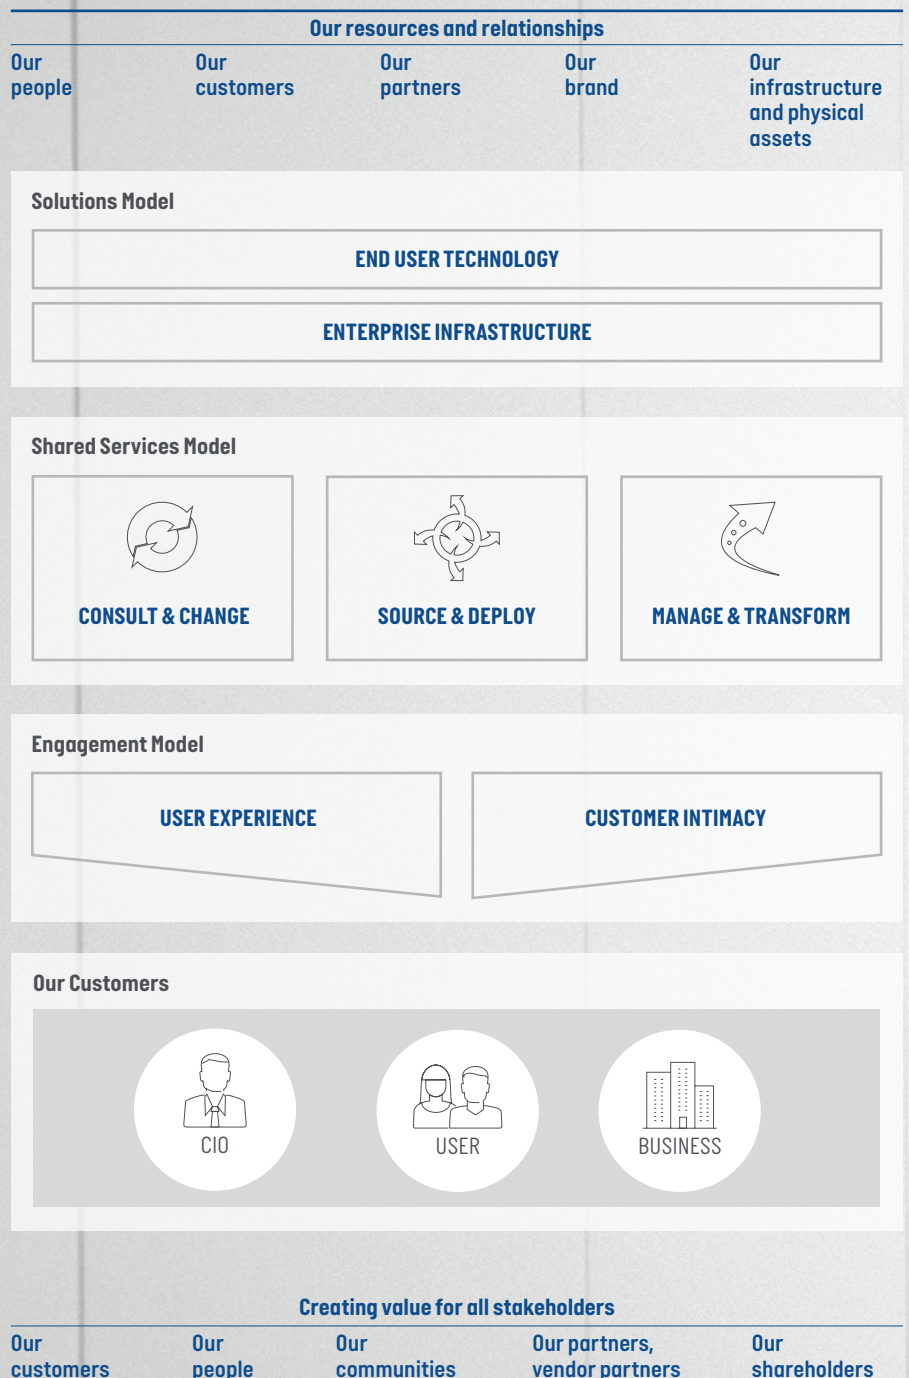 Our resources and relationships
Our people
Our customers
Our partners
Our brand
Our infrastructure and physical assets
Solutions Model
END USER TECHNOLOGY
ENTERPRISE INFRASTRUCTURE
Shared Services Model
CONSULT & CHANGE
SOURCE & DEPLOY
MANAGE & TRANSFORM
Engagement Model
USER EXPERIENCE
CUSTOMER INTIMACY
Our Customers
CIO
USER
BUSINESS
Creating value for all stakeholders
Our customers
Our people
Our communities
Our partners, vendor partners
Our shareholders